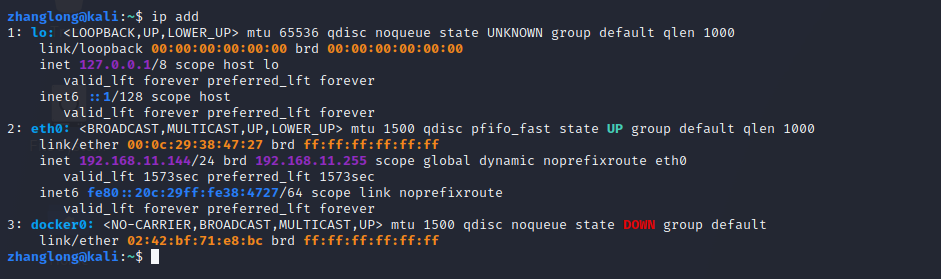 zhanglong@kali:~$ ip add
1: lo: <LOOPBACK,UP,LOWER_UP> mtu 65536 qdisc noqueue state UNKNOWN group default qlen 1000
    link/loopback 00:00:00:00:00:00 brd 00:00:00:00:00:00
    inet 127.0.0.1/8 scope host lo
       valid_lft forever preferred_lft forever
    inet6 ::1/128 scope host
       valid_lft forever preferred_lft forever
2: eth0: <BROADCAST,MULTICAST,UP,LOWER_UP> mtu 1500 qdisc pfifo_fast state UP group default qlen 1000
    link/ether 00:0c:29:38:47:27 brd ff:ff:ff:ff:ff:ff
    inet 192.168.11.144/24 brd 192.168.11.255 scope global dynamic noprefixroute eth0
       valid_lft 1573sec preferred_lft 1573sec
    inet6 fe80::20c:29ff:fe38:4727/64 scope link noprefixroute
       valid_lft forever preferred_lft forever
3: docker0: <NO-CARRIER,BROADCAST,MULTICAST,UP> mtu 1500 qdisc noqueue state DOWN group default
    link/ether 02:42:bf:71:e8:bc brd ff:ff:ff:ff:ff:ff
zhanglong@kali:~$